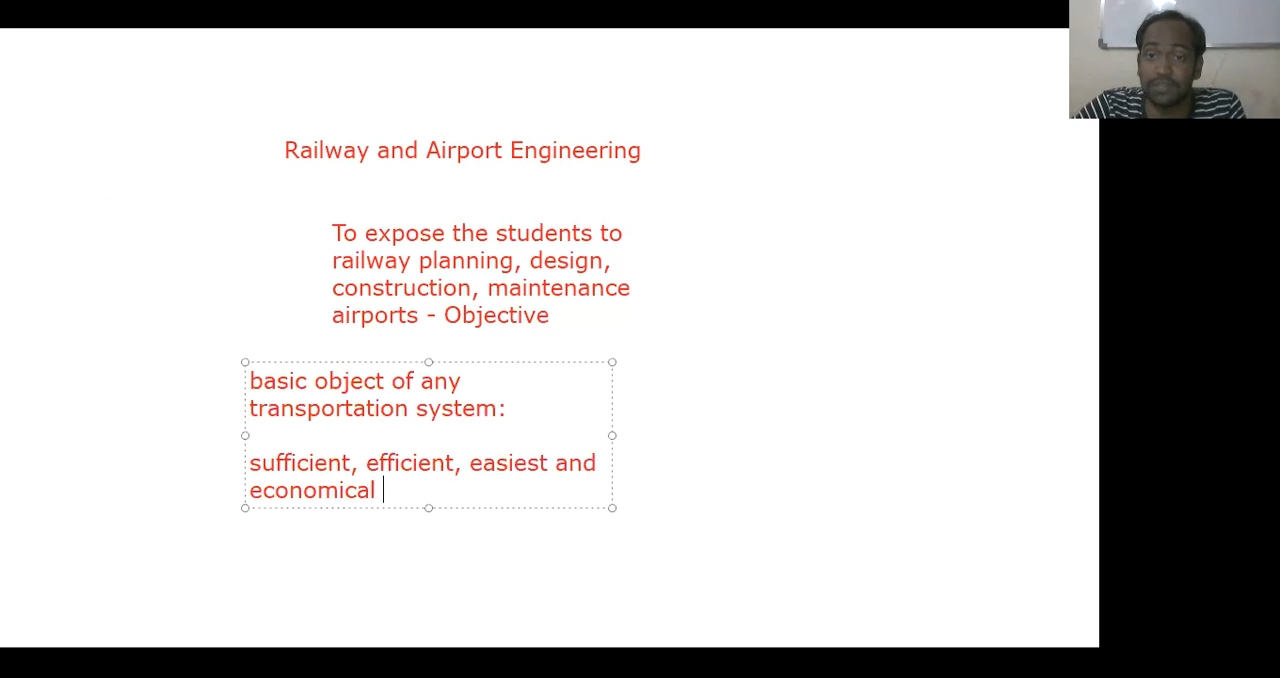 Railway and Airport Engineering
To expose the students to
railway planning, design,
construction, maintenance
airports - Objective
basic object of any
transportation system:
sufficient, efficient, easiest and
economical